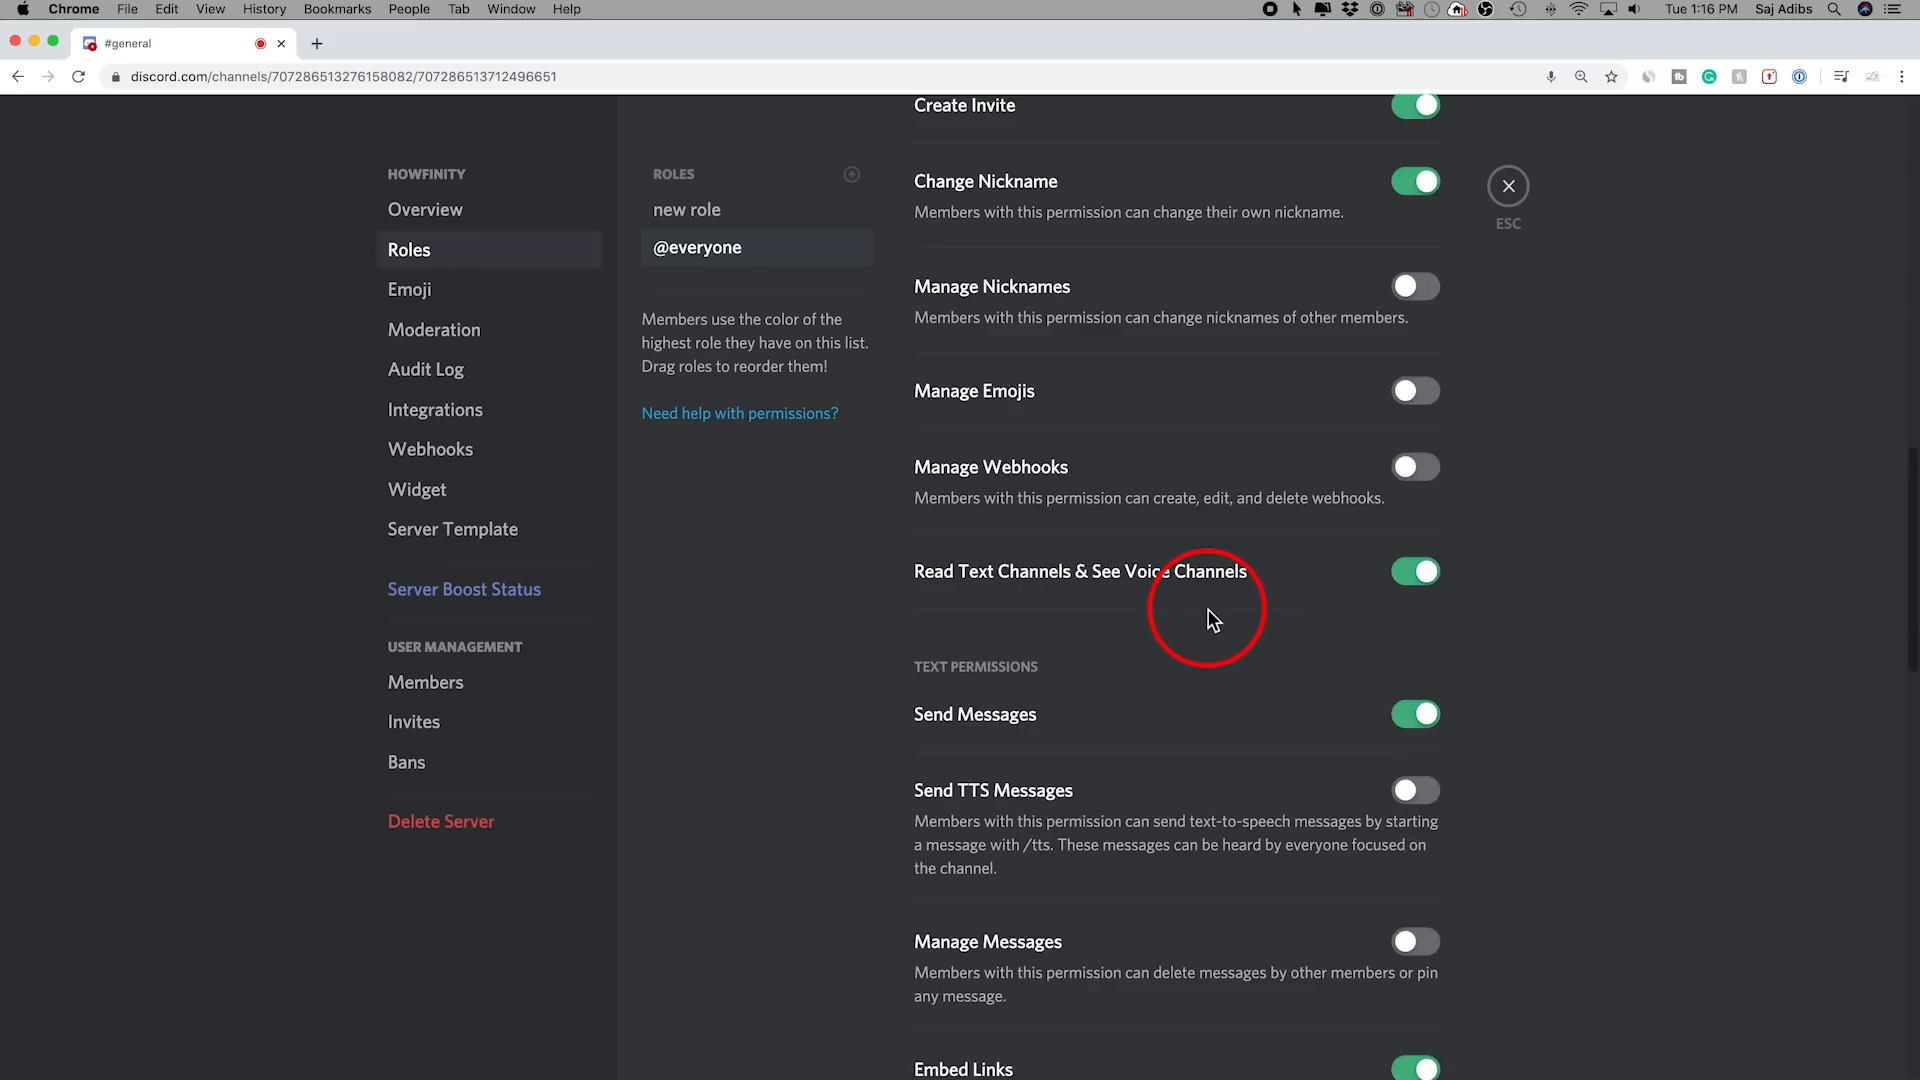 Chrome File Edit View History Bookmarks People Tab Window Help Tue 1:16 PM Saj Adibs
#general
discord.com/channels/707286513276158082/707286513712496651
HOWFINITY
Overview
Roles
Emoji
Moderation
Audit Log
Integrations
Webhooks
Widget
Server Template
Server Boost Status
USER MANAGEMENT
Members
Invites
Bans
Delete Server
ROLES
new role
@everyone
Members use the color of the
highest role they have on this list.
Drag roles to reorder them!
Need help with permissions?
Create Invite
Change Nickname
Members with this permission can change their own nickname.
Manage Nicknames
Members with this permission can change nicknames of other members.
Manage Emojis
Manage Webhooks
Members with this permission can create, edit, and delete webhooks.
Read Text Channels & See Voice Channels
TEXT PERMISSIONS
Send Messages
Send TTS Messages
Members with this permission can send text-to-speech messages by starting
a message with /tts. These messages can be heard by everyone focused on
the channel.
Manage Messages
Members with this permission can delete messages by other members or pin
any message.
Embed Links
ESC